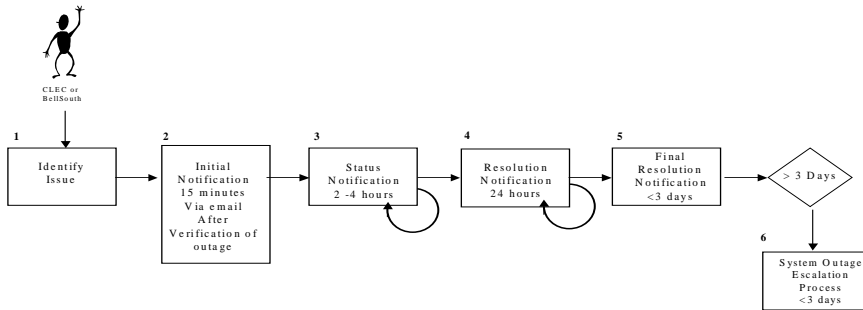 CLEC or
BellSouth
1
Identify
Issue
2
Initial
Notification
15 minutes
Via email
After
Verification of
outage
3
Status
Notification
2 -4 hours
4
Resolution
Notification
24 hours
5
Final
Resolution
Notification
<3 days
> 3 Days
6
System Outage
Escalation
Process
<3 days